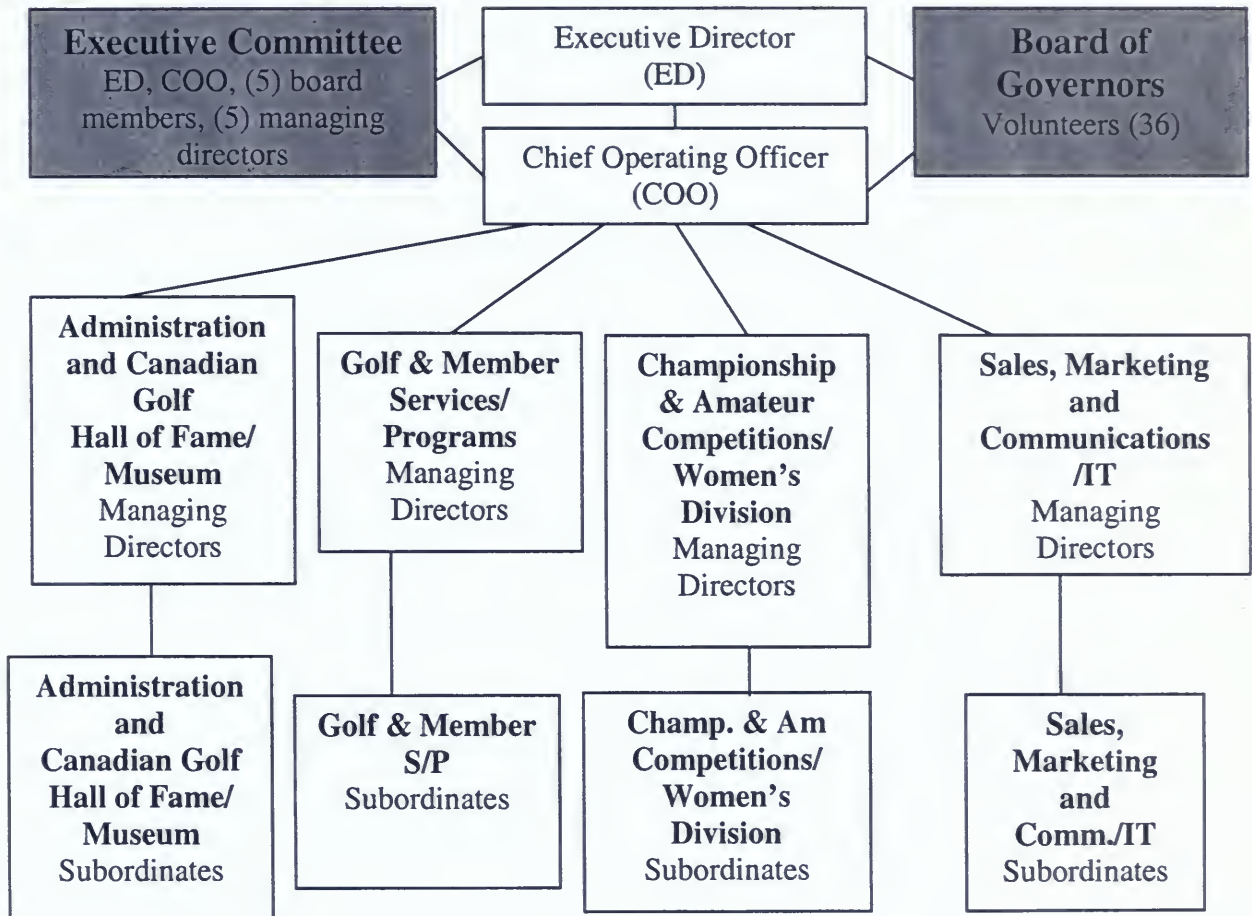 Executive Committee
ED, COO, (5) board
members, (5) managing
directors
Executive Director
(ED)
Board of
Governors
Volunteers (36)
Chief Operating Officer
(COO)
Administration
and Canadian
Golf
Hall of Fame/
Museum
Managing
Directors
Golf & Member
Services/
Programs
Managing
Directors
Championship
& Amateur
Competitions/
Women's
Division
Managing
Directors
Sales, Marketing
and
Communications
/IT
Managing
Directors
Administration
and
Canadian Golf
Hall of Fame/
Museum
Subordinates
Golf & Member
S/P
Subordinates
Champ. & Am
Competitions/
Women's
Division
Subordinates
Sales,
Marketing
and
Comm./IT
Subordinates